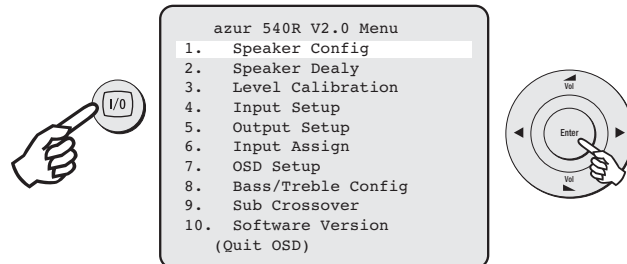 azur 540R V2.0 Menu
1. Speaker Config
2. Speaker Dealy
3. Level Calibration
4. Input Setup
5. Output Setup
6. Input Assign
7. OSD Setup
8. Bass/Treble Config
9. Sub Crossover
10. Software Version
(Quit OSD)
I/0
Vol
Enter
Vol